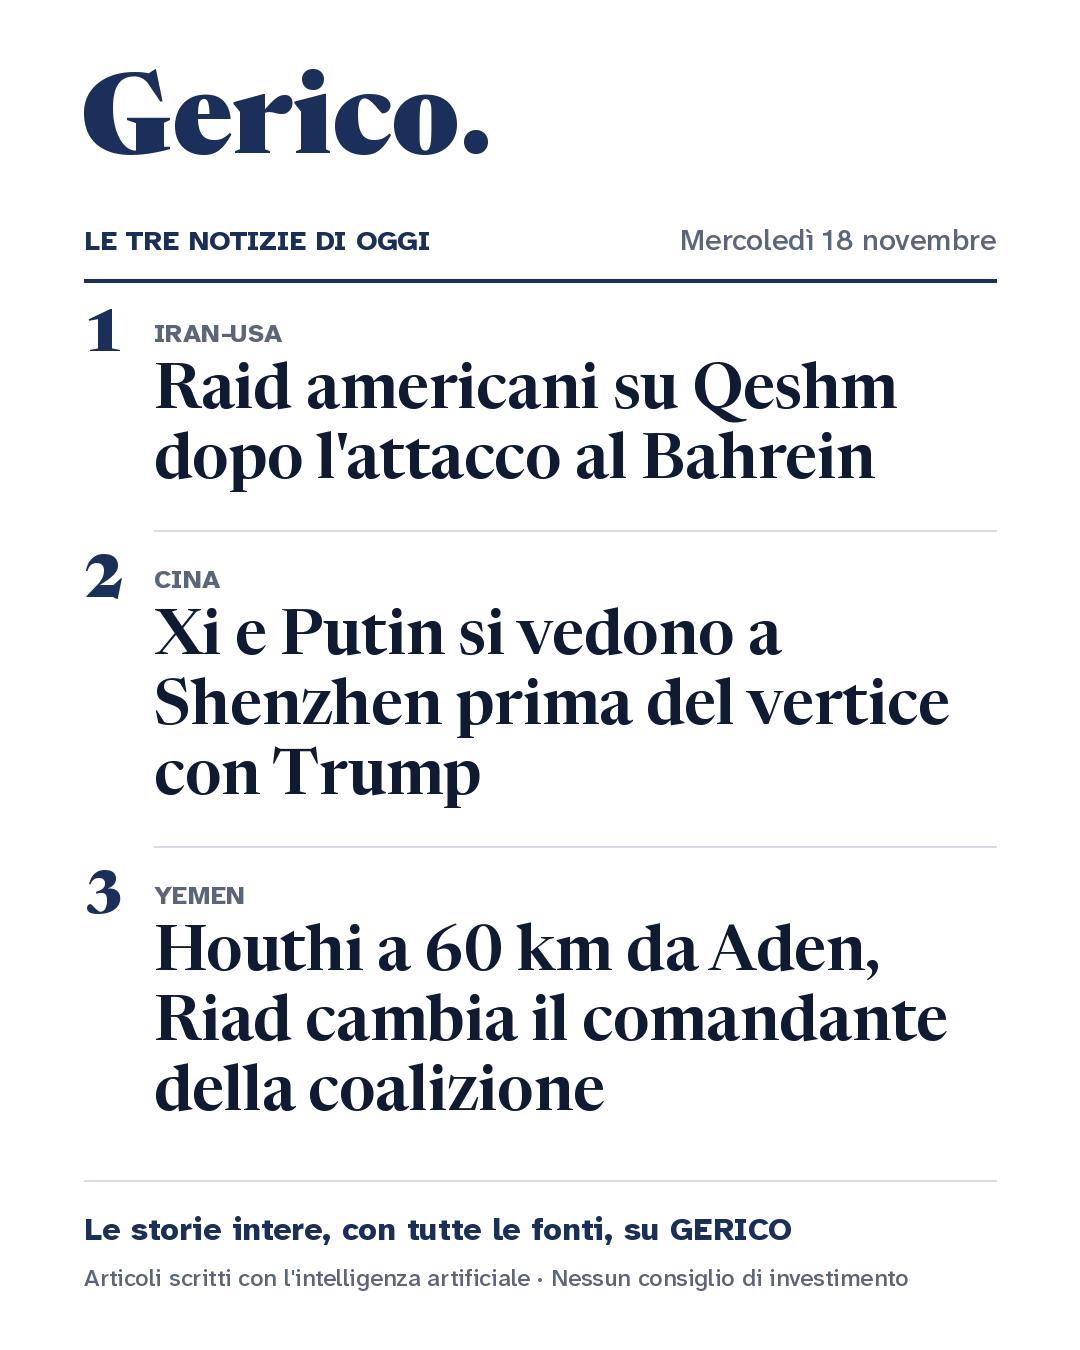 Gerico.
LE TRE NOTIZIE DI OGGI
Mercoledì 18 novembre
1
IRAN-USA
Raid americani su Qeshm
dopo l'attacco al Bahrein
2
CINA
Xi e Putin si vedono a
Shenzhen prima del vertice
con Trump
3
YEMEN
Houthi a 60 km da Aden,
Riad cambia il comandante
della coalizione
Le storie intere, con tutte le fonti, su GERICO
Articoli scritti con l'intelligenza artificiale · Nessun consiglio di investimento